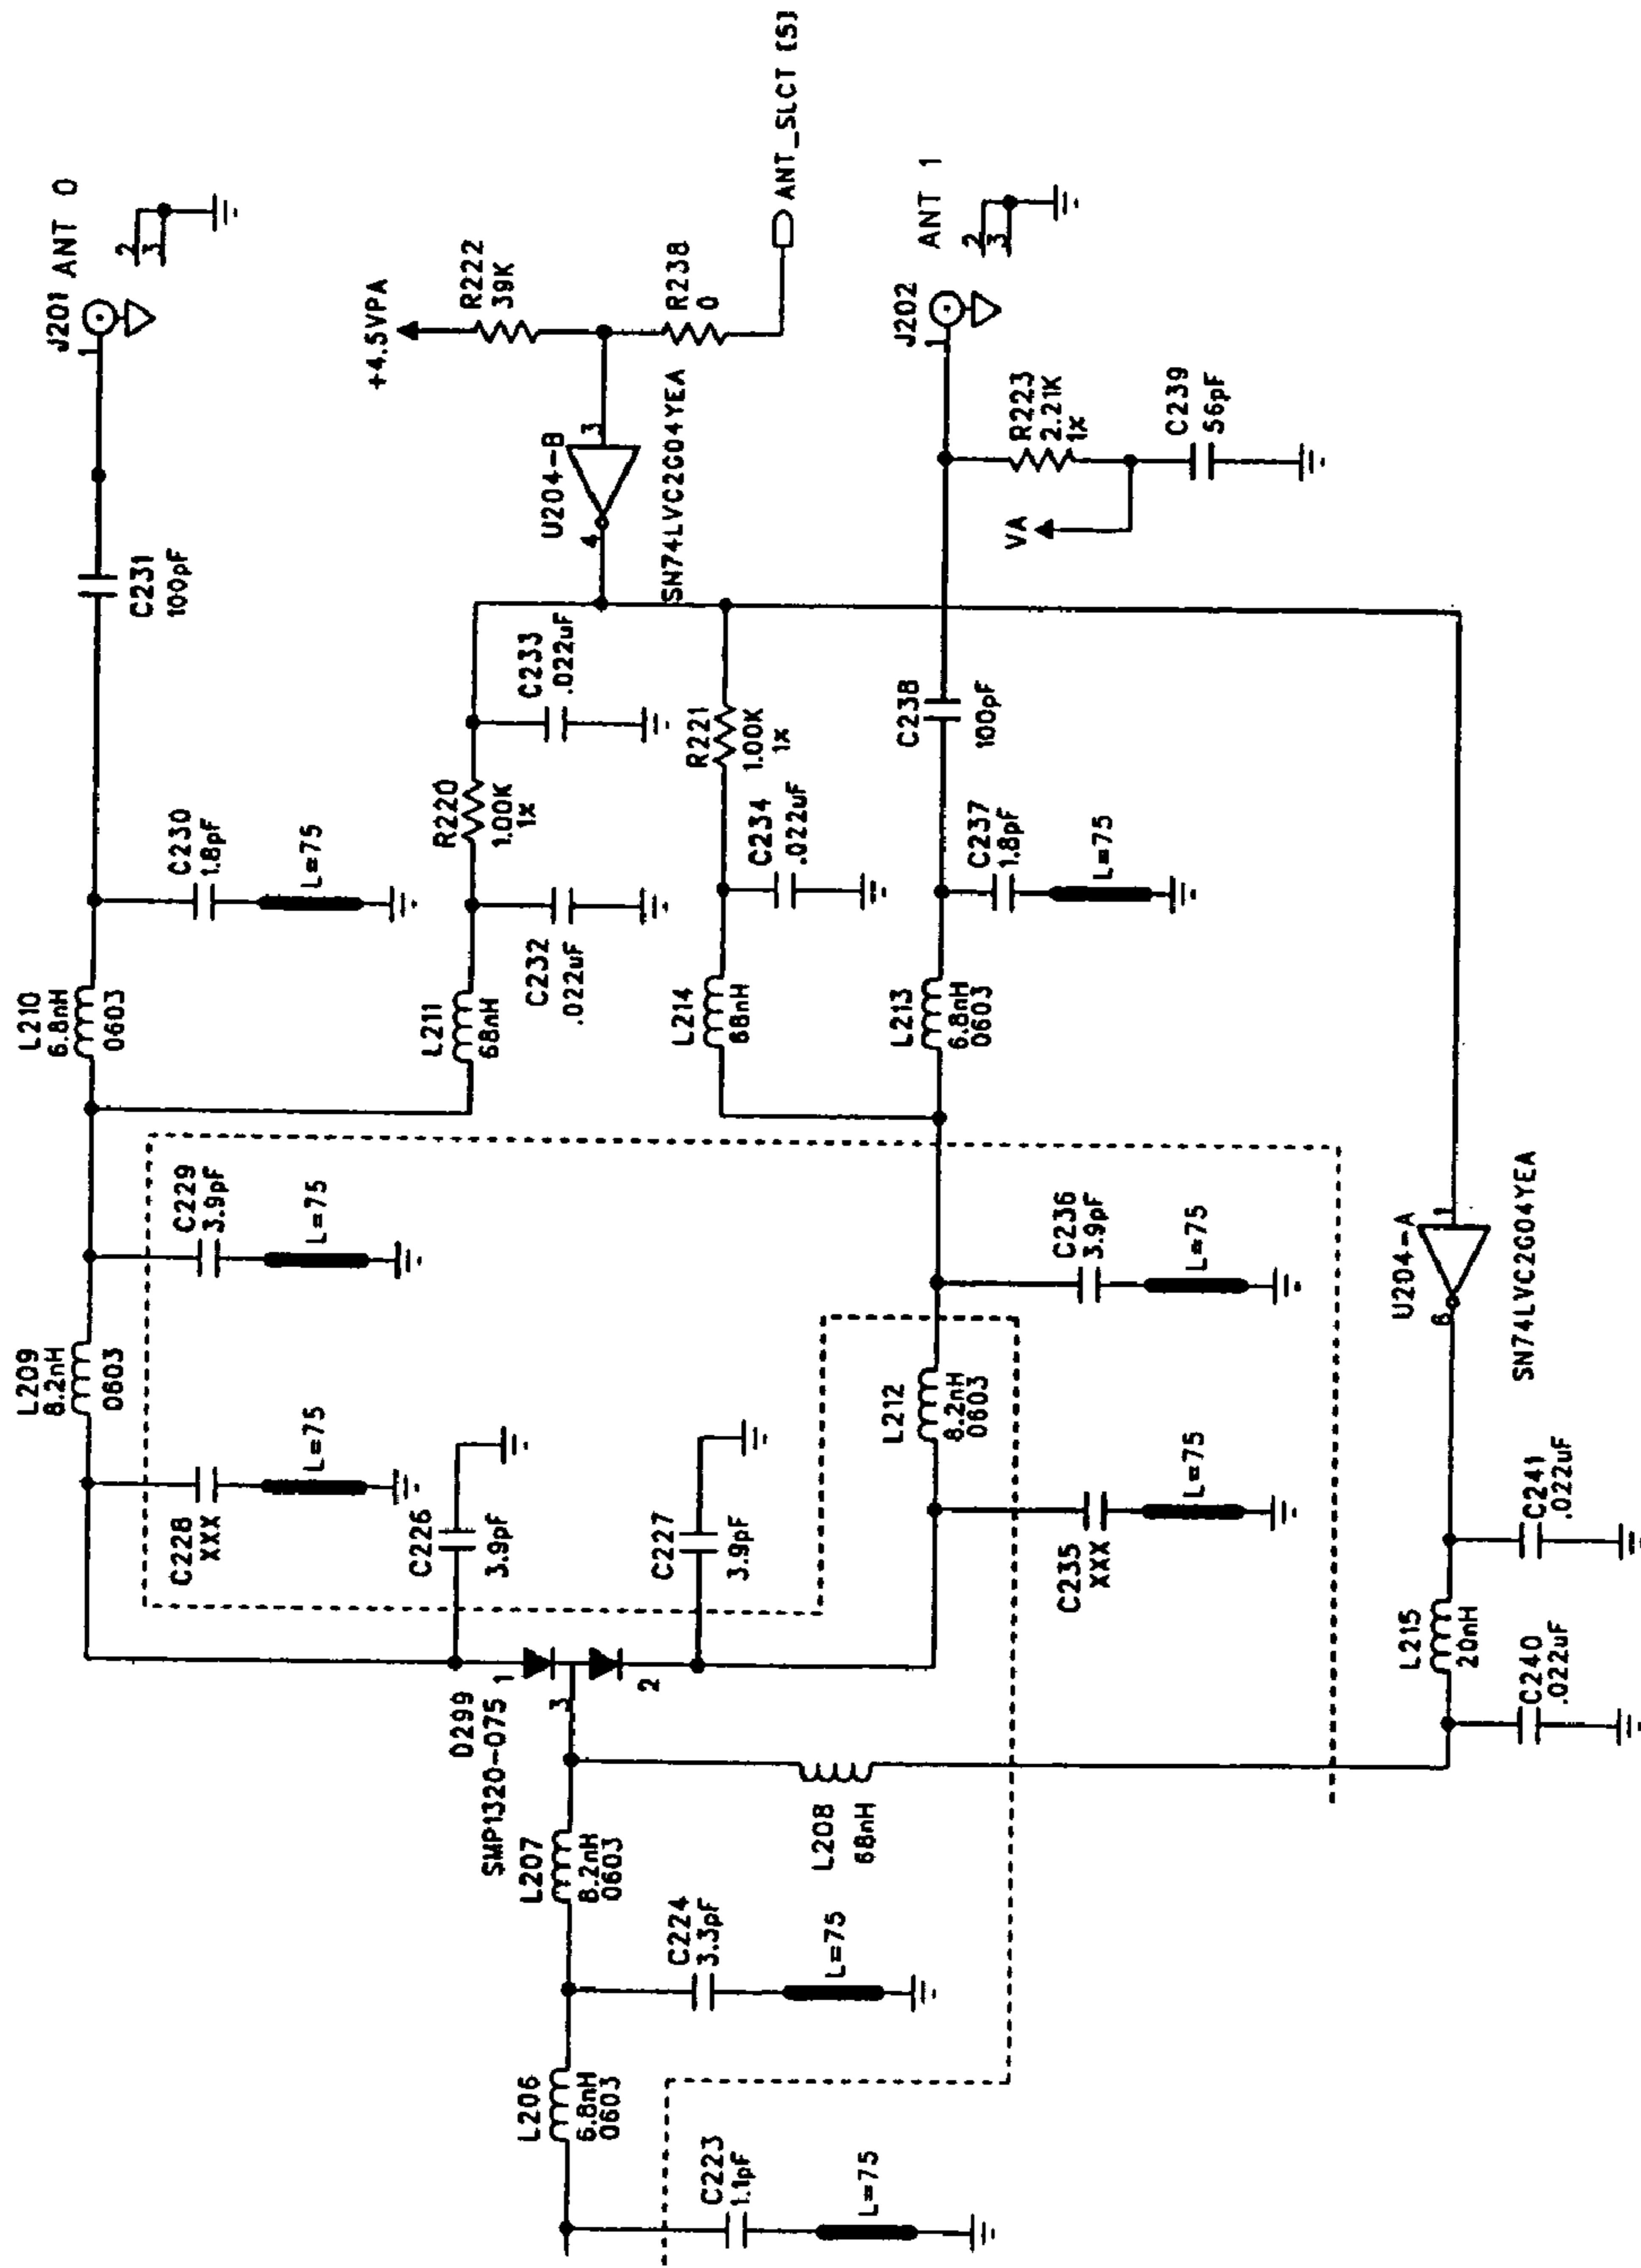 J201 ANT 0
1
2
3
C231
100pF
L210
6.8nH
0603
C230
1.8pF
L=75
L209
8.2nH
0603
C229
3.9pF
L=75
C228
XXX
L=75
+4.5VPA
R222
39K
R238
0
ANT_SLCT [5]
U204-B
3
4
SN74LVC2G04YEA
C233
.022uF
R220
1.00K
1%
C232
.022uF
L211
68nH
R221
1.00K
1%
C234
.022uF
L214
68nH
C226
3.9pF
C227
3.9pF
D299
SMP1320-075
1
3
2
L207
8.2nH
0603
L206
6.8nH
0603
C224
3.3pF
L=75
C223
1.1pF
L=75
L208
68nH
J202
ANT 1
1
2
3
R223
2.21K
1%
C239
56pF
VA
C238
100pF
C237
1.8pF
L=75
L213
6.8nH
0603
C236
3.9pF
L=75
L212
8.2nH
0603
C235
XXX
L=75
U204-A
1
6
SN74LVC2G04YEA
C241
.022uF
L215
20nH
C240
.022uF